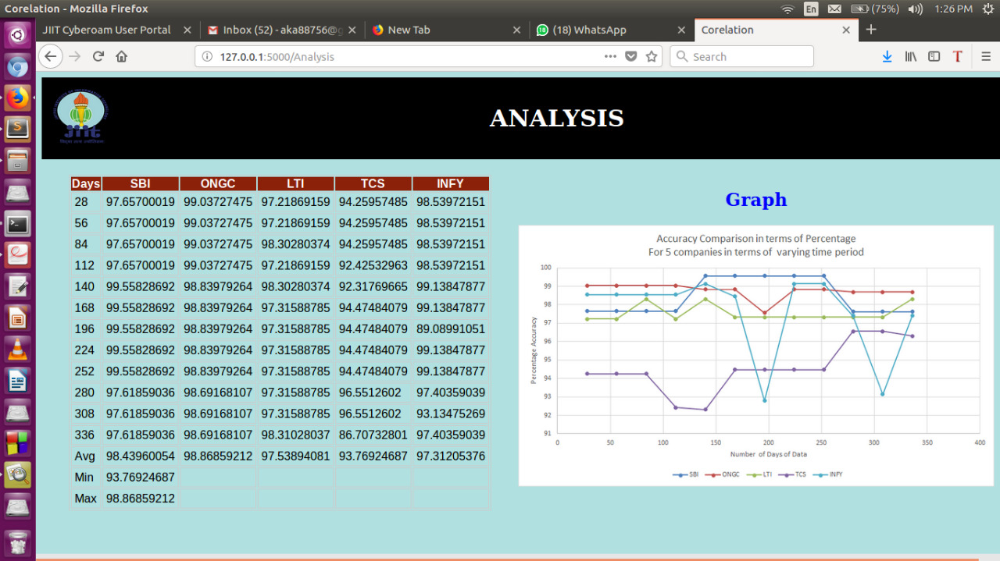 Corelation - Mozilla Firefox
En (75%) 1:26 PM
JIIT Cyberoam User Portal
Inbox (52) - aka88756@
New Tab
(18) WhatsApp
Corelation
127.0.0.1:5000/Analysis
Search
jiit
ANALYSIS
Days SBI ONGC LTI TCS INFY
28 97.65700019 99.03727475 97.21869159 94.25957485 98.53972151
56 97.65700019 99.03727475 97.21869159 94.25957485 98.53972151
84 97.65700019 99.03727475 98.30280374 94.25957485 98.53972151
112 97.65700019 99.03727475 97.21869159 92.42532963 98.53972151
140 99.55828692 98.83979264 98.30280374 92.31769665 99.13847877
168 99.55828692 98.83979264 97.31588785 94.47484079 99.13847877
196 99.55828692 98.83979264 97.31588785 94.47484079 89.08991051
224 99.55828692 98.83979264 97.31588785 94.47484079 99.13847877
252 99.55828692 98.83979264 97.31588785 94.47484079 99.13847877
280 97.61859036 98.69168107 97.31588785 96.5512602 97.40359039
308 97.61859036 98.69168107 97.31588785 96.5512602 93.13475269
336 97.61859036 98.69168107 98.31028037 86.70732801 97.40359039
Avg 98.43960054 98.86859212 97.53894081 93.76924687 97.31205376
Min 93.76924687
Max 98.86859212
Graph
Accuracy Comparison in terms of Percentage
For 5 companies in terms of varying time period
Percentage Accuracy
100
99
98
97
96
95
94
93
92
91
0 50 100 150 200 250 300 350 400
Number of Days of Data
SBI ONGC LTI TCS INFY